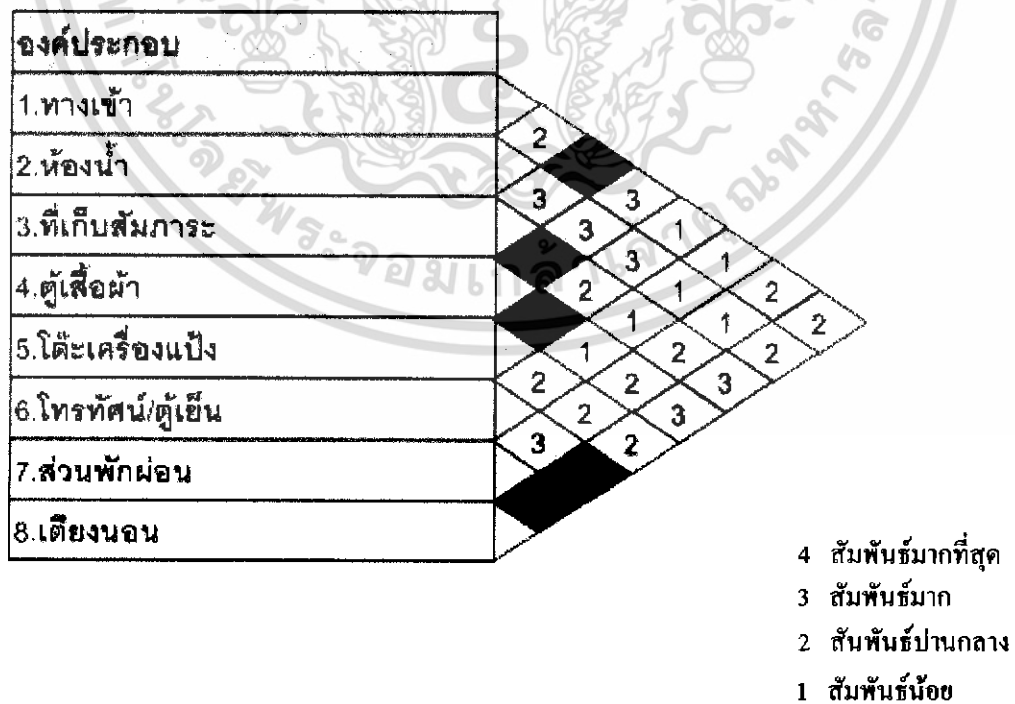 องค์ประกอบ
1.ทางเข้า
2.ห้องน้ำ
3.ที่เก็บสัมภาระ
4.ตู้เสื้อผ้า
5.โต๊ะเครื่องแป้ง
6.โทรทัศน์/ตู้เย็น
7.ส่วนพักผ่อน
8.เตียงนอน
2
3 3
3 1
3 1
2 1 2
1 1 2
1 2 2
2 2 3
2 3
3 2
4 สัมพันธ์มากที่สุด
3 สัมพันธ์มาก
2 สันพันธ์ปานกลาง
1 สัมพันธ์น้อย